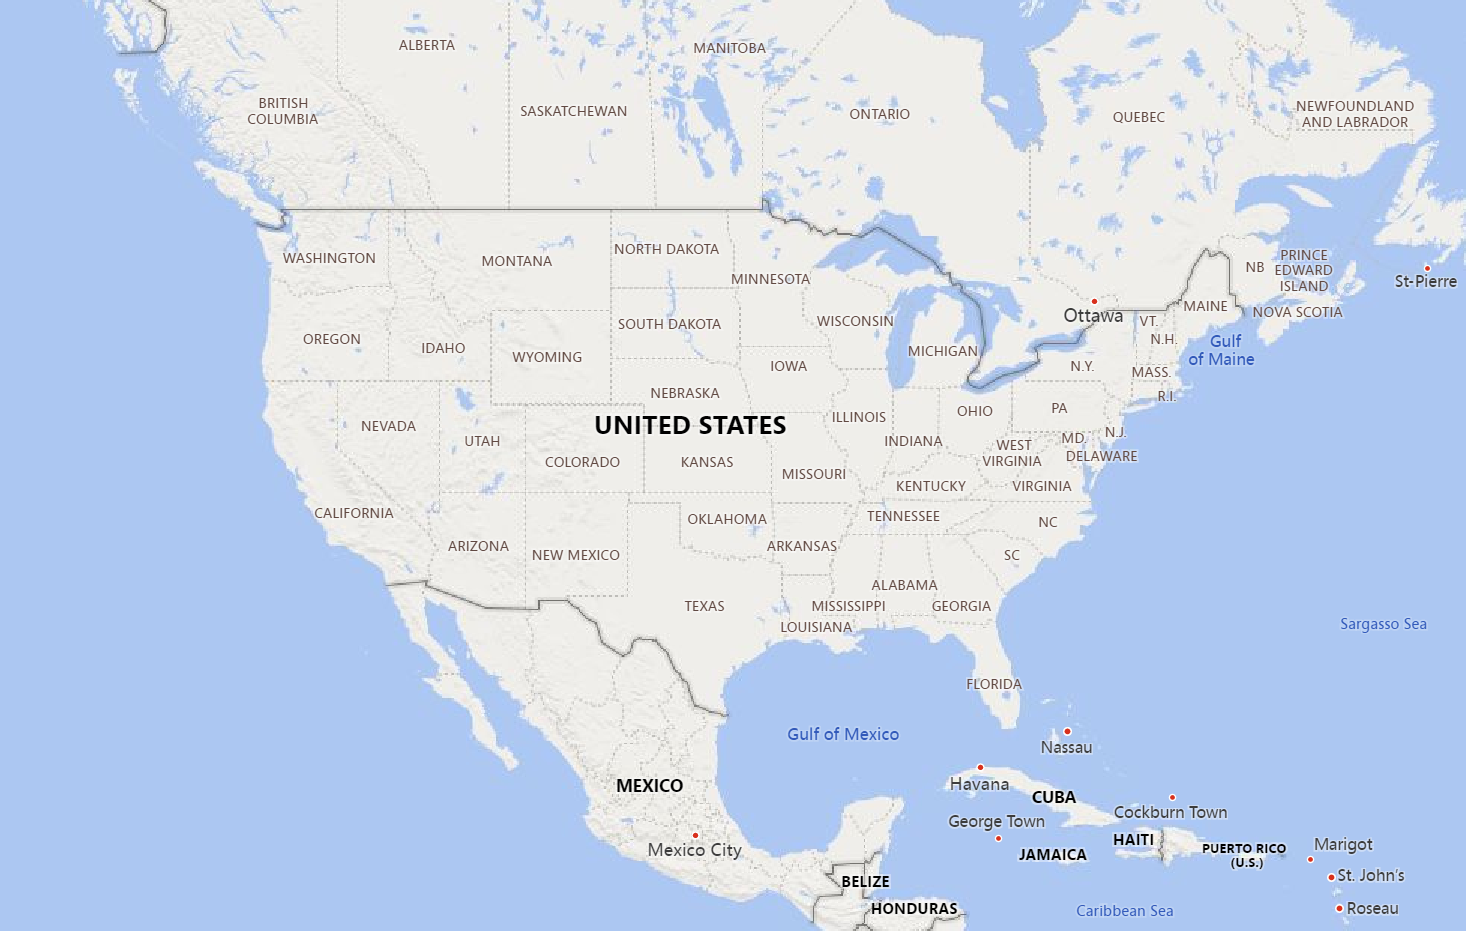 ALBERTA
MANITOBA
BRITISH
COLUMBIA
SASKATCHEWAN
ONTARIO
QUEBEC
NEWFOUNDLAND
AND LABRADOR
WASHINGTON
MONTANA
NORTH DAKOTA
MINNESOTA
NB
PRINCE
EDWARD
ISLAND
St-Pierre
OREGON
IDAHO
WYOMING
SOUTH DAKOTA
WISCONSIN
MICHIGAN
Ottawa
VT.
N.H.
MAINE
NOVA SCOTIA
Gulf
of Maine
IOWA
N.Y.
MASS.
R.I.
NEBRASKA
UNITED STATES
NEVADA
UTAH
COLORADO
KANSAS
MISSOURI
ILLINOIS
INDIANA
OHIO
PA
N.J.
MD.
DELAWARE
WEST
VIRGINIA
KENTUCKY
VIRGINIA
CALIFORNIA
ARIZONA
NEW MEXICO
OKLAHOMA
ARKANSAS
TENNESSEE
NC
SC
TEXAS
LOUISIANA
MISSISSIPPI
ALABAMA
GEORGIA
Sargasso Sea
FLORIDA
Gulf of Mexico
Nassau
MEXICO
Havana
CUBA
Cockburn Town
George Town
Mexico City
JAMAICA
HAITI
PUERTO RICO
(U.S.)
Marigot
St. John's
BELIZE
HONDURAS
Caribbean Sea
Roseau